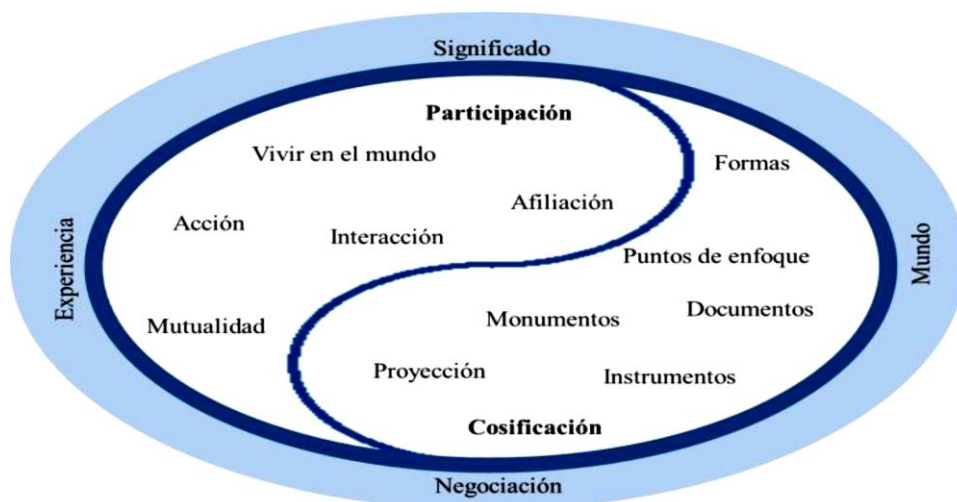 Significado
Participación
Vivir en el mundo
Formas
Afiliación
Acción
Interacción
Puntos de enfoque
Experiencia
Mundo
Documentos
Monumentos
Mutualidad
Proyección
Instrumentos
Cosificación
Negociación